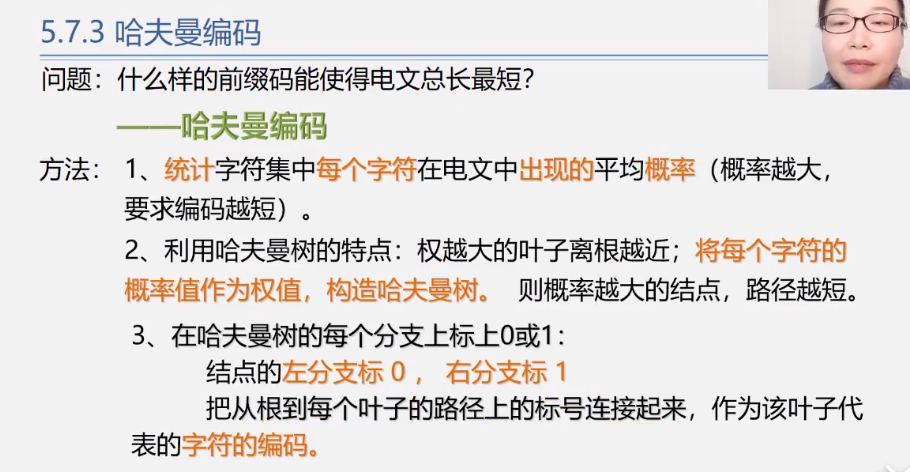 5.7.3 哈夫曼编码
问题：什么样的前缀码能使得电文总长最短？
——哈夫曼编码
方法： 1、统计字符集中每个字符在电文中出现的平均概率（概率越大，
要求编码越短）。
2、利用哈夫曼树的特点：权越大的叶子离根越近；将每个字符的
概率值作为权值，构造哈夫曼树。 则概率越大的结点，路径越短。
3、在哈夫曼树的每个分支上标上0或1：
结点的左分支标 0 ， 右分支标 1
把从根到每个叶子的路径上的标号连接起来，作为该叶子代
表的字符的编码。